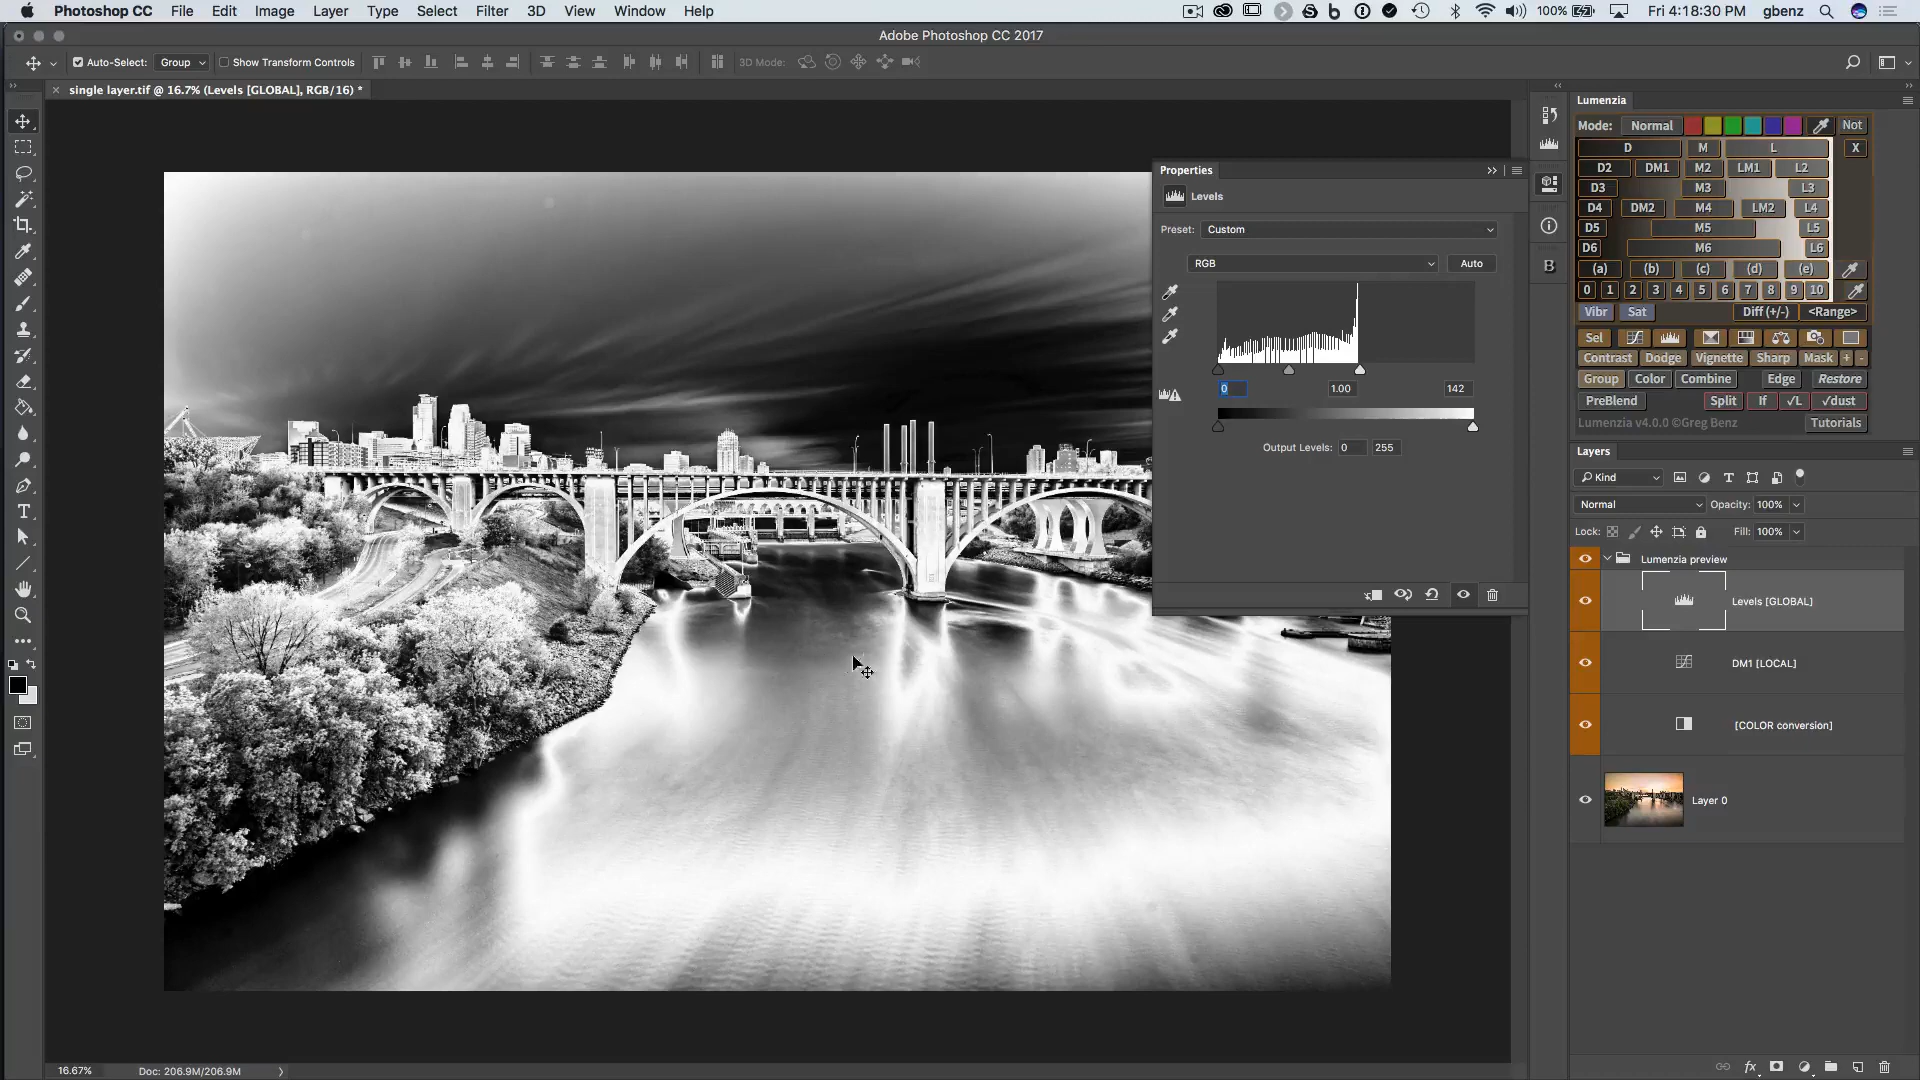 Photoshop CC File Edit Image Layer Type Select Filter 3D View Window Help 100% Fri 4:18:30 PM gbenz
Adobe Photoshop CC 2017
Auto-Select: Group Show Transform Controls 3D Mode:
single layer.tif @ 16.7% (Levels [GLOBAL], RGB/16) *
Properties
Levels
Preset: Custom
RGB Auto
0 1.00 142
Output Levels: 0 255
Lumenzia
Mode: Normal Not
D M L X
D2 DM1 M2 LM1 L2
D3 M3 L3
D4 DM2 M4 LM2 L4
D5 M5 L5
D6 M6 L6
(a) (b) (c) (d) (e)
0 1 2 3 4 5 6 7 8 9 10
Vibr Sat Diff (+/-) <Range>
Sel
Contrast Dodge Vignette Sharp Mask + -
Group Color Combine Edge Restore
PreBlend Split If √L √dust
Lumenzia v4.0.0 ©Greg Benz Tutorials
Layers
Kind
Normal Opacity: 100%
Lock: Fill: 100%
Lumenzia preview
Levels [GLOBAL]
DM1 [LOCAL]
[COLOR conversion]
Layer 0
16.67% Doc: 206.9M/206.9M